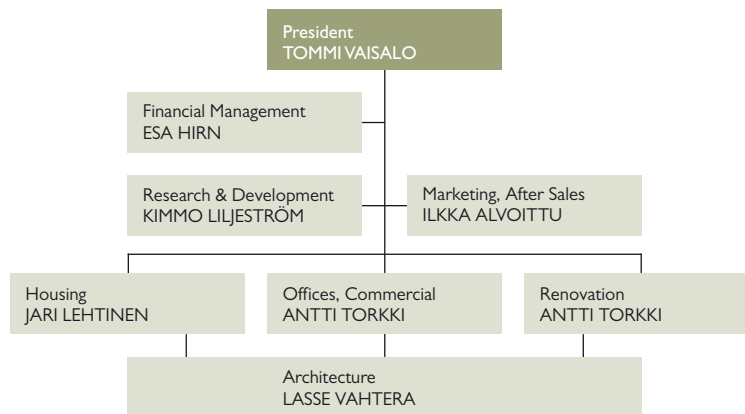 President
TOMMI VAISALO
Financial Management
ESA HIRN
Research & Development
KIMMO LILJESTRÖM
Marketing, After Sales
ILKKA ALVOITTU
Housing
JARI LEHTINEN
Offices, Commercial
ANTTI TORKKI
Renovation
ANTTI TORKKI
Architecture
LASSE VAHTERA